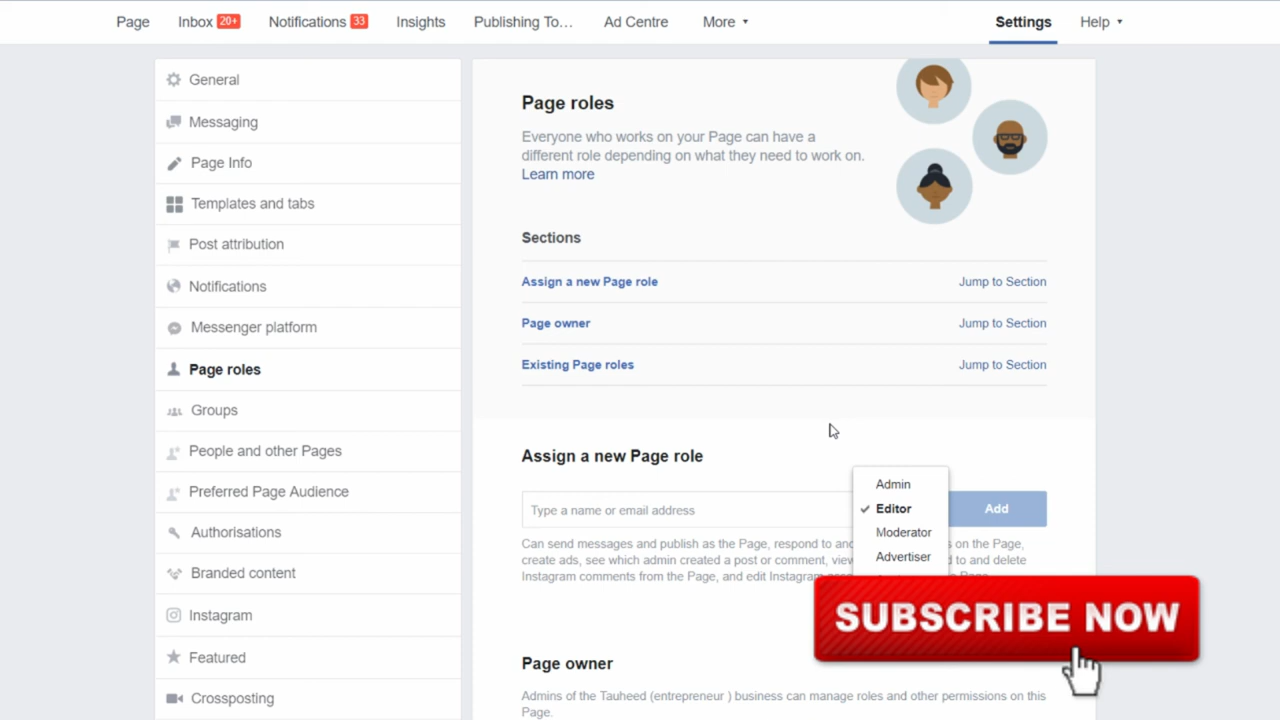 Page Inbox 20+ Notifications 33 Insights Publishing To… Ad Centre More Settings Help
General
Messaging
Page Info
Templates and tabs
Post attribution
Notifications
Messenger platform
Page roles
Groups
People and other Pages
Preferred Page Audience
Authorisations
Branded content
Instagram
Featured
Crossposting
Page roles
Everyone who works on your Page can have a
different role depending on what they need to work on.
Learn more
Sections
Assign a new Page role Jump to Section
Page owner Jump to Section
Existing Page roles Jump to Section
Assign a new Page role
Type a name or email address
Add
Admin
Editor
Moderator
Advertiser
Can send messages and publish as the Page, respond to on the Page,
create ads, see which admin created a post or comment, to and delete
Instagram comments from the Page, and edit Instagram
SUBSCRIBE NOW
Page owner
Admins of the Tauheed (entrepreneur ) business can manage roles and other permissions on this
Page.